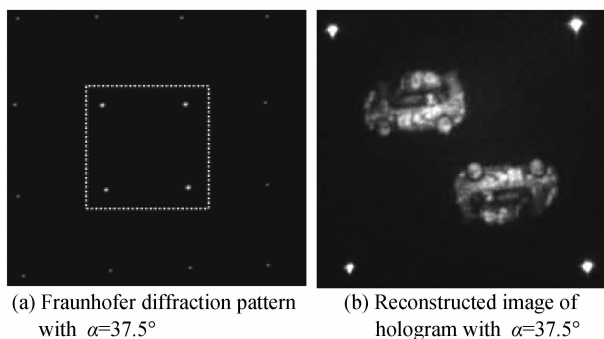 (a) Fraunhofer diffraction pattern
with α=37.5°
(b) Reconstructed image of
hologram with α=37.5°